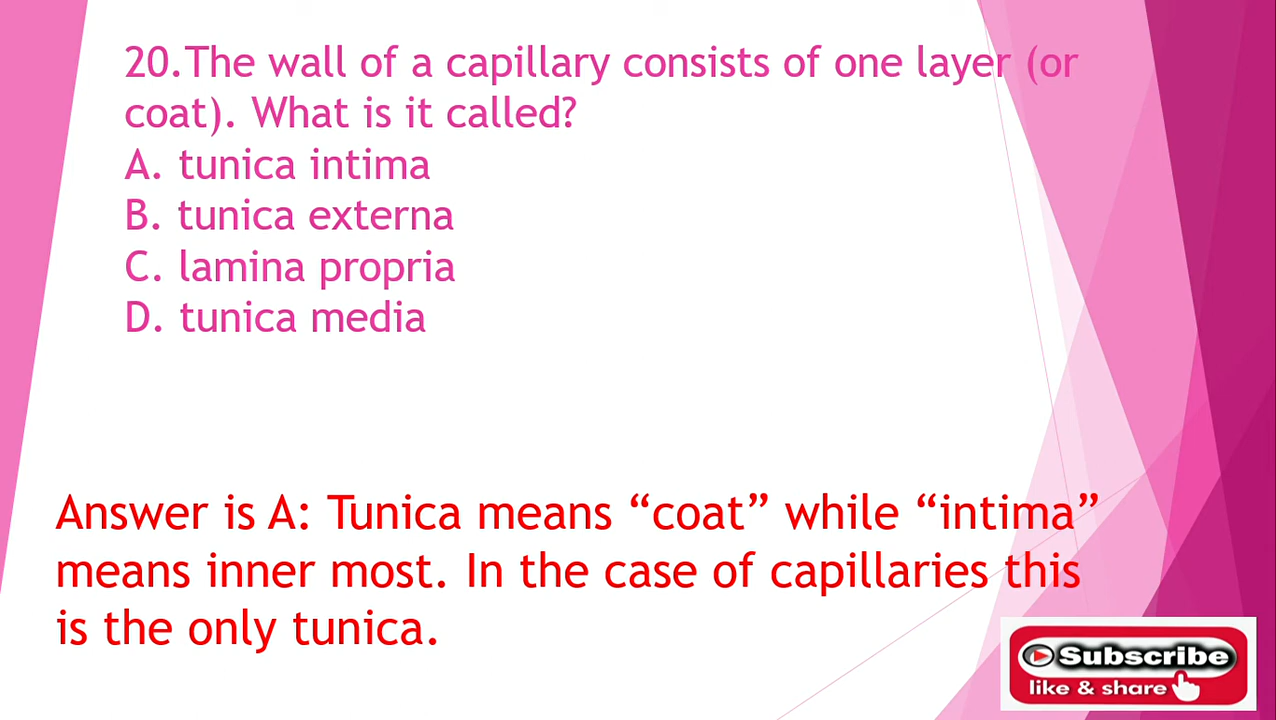 20.The wall of a capillary consists of one layer (or
coat). What is it called?
A. tunica intima
B. tunica externa
C. lamina propria
D. tunica media
Answer is A: Tunica means “coat” while “intima”
means inner most. In the case of capillaries this
is the only tunica.
Subscribe
like & share